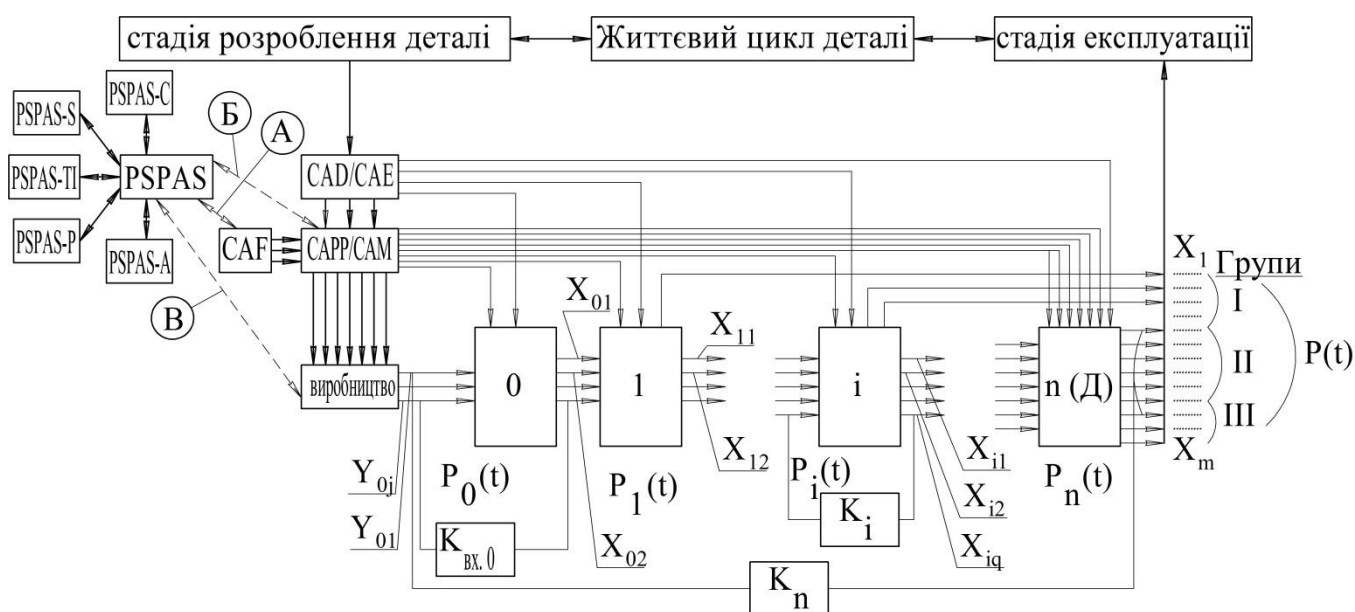 стадія розроблення деталі
Життєвий цикл деталі
стадія експлуатації
PSPAS-C
PSPAS-S
Б
А
PSPAS-TI
PSPAS
CAD/CAE
PSPAS-P
PSPAS-A
CAF
CAPP/CAM
В
виробництво
X01
X11
X1
Групи
I
II
III
P(t)
0
1
i
n (Д)
X12
Xi1
Xm
Y0j
P0(t)
P1(t)
Pi(t)
Pn(t)
Y01
Kвх. 0
X02
Ki
Xi2
Xiq
Kn